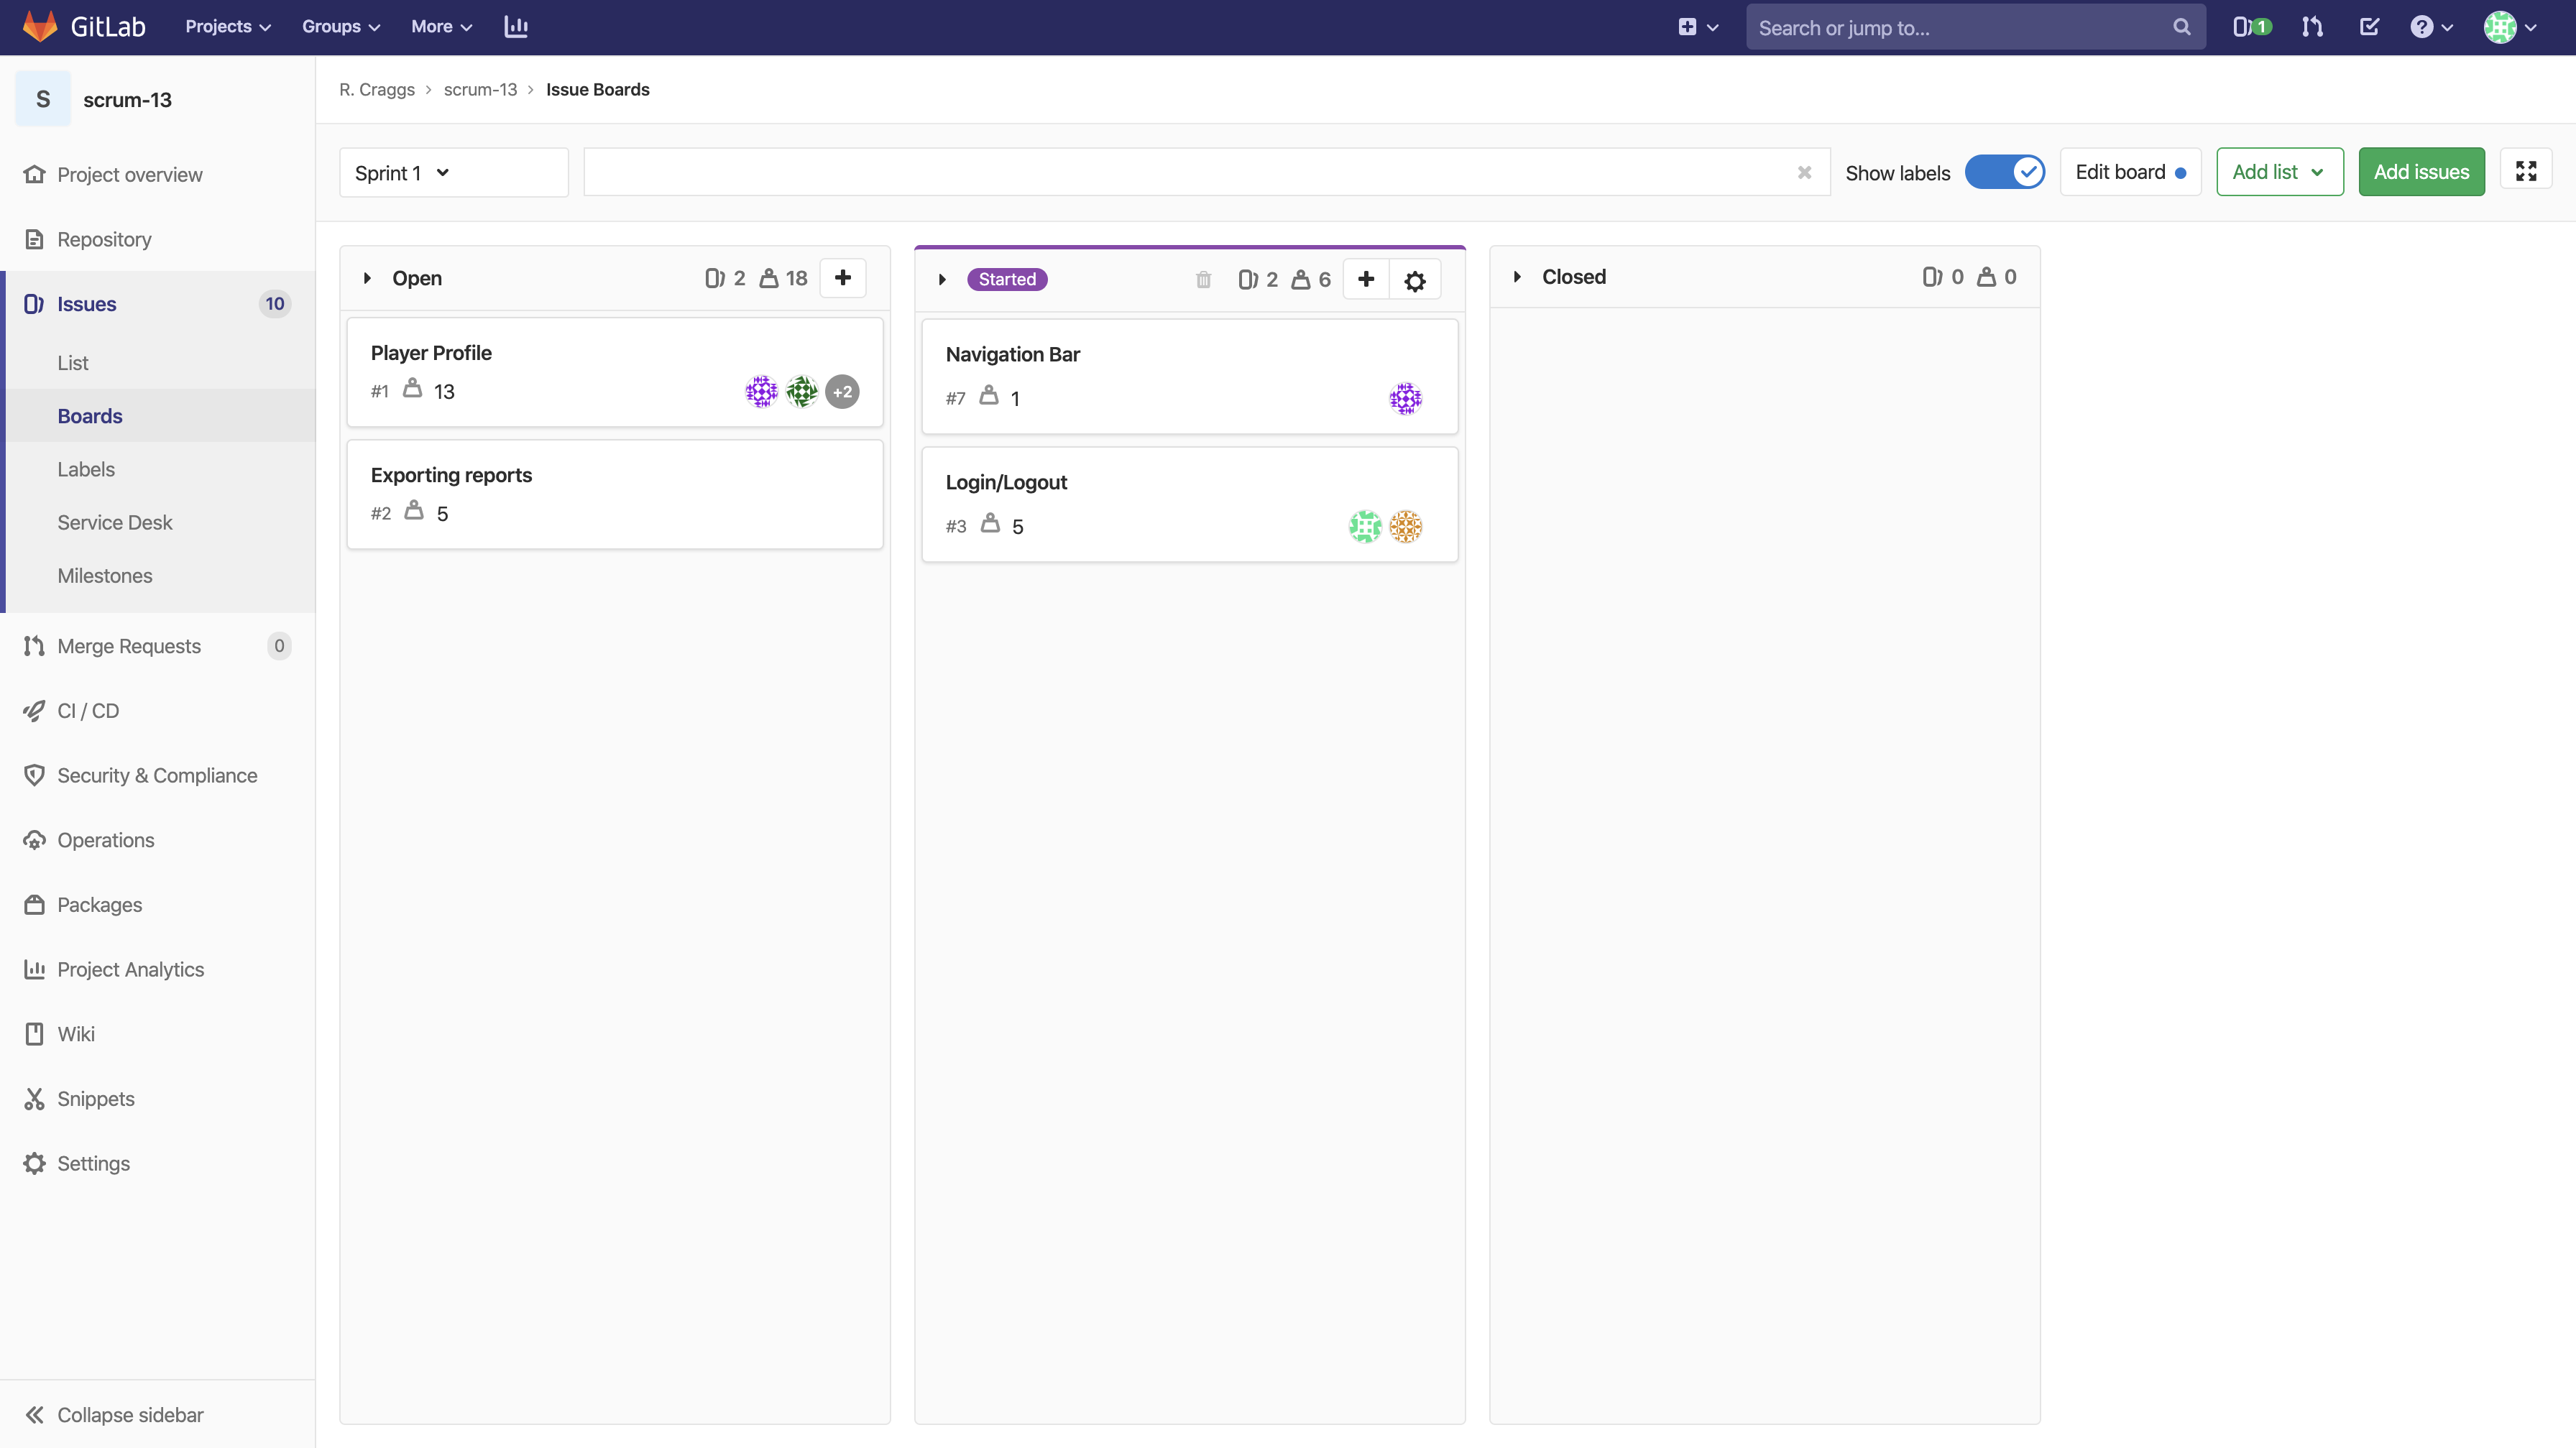 GitLab Projects Groups More Search or jump to... 1
S scrum-13
R. Craggs > scrum-13 > Issue Boards
Project overview
Repository
Issues 10
List
Boards
Labels
Service Desk
Milestones
Merge Requests 0
CI / CD
Security & Compliance
Operations
Packages
Project Analytics
Wiki
Snippets
Settings
Collapse sidebar
Sprint 1 Show labels Edit board Add list Add issues
Open 2 18
Player Profile
#1 13 +2
Exporting reports
#2 5
Started 2 6
Navigation Bar
#7 1
Login/Logout
#3 5
Closed 0 0